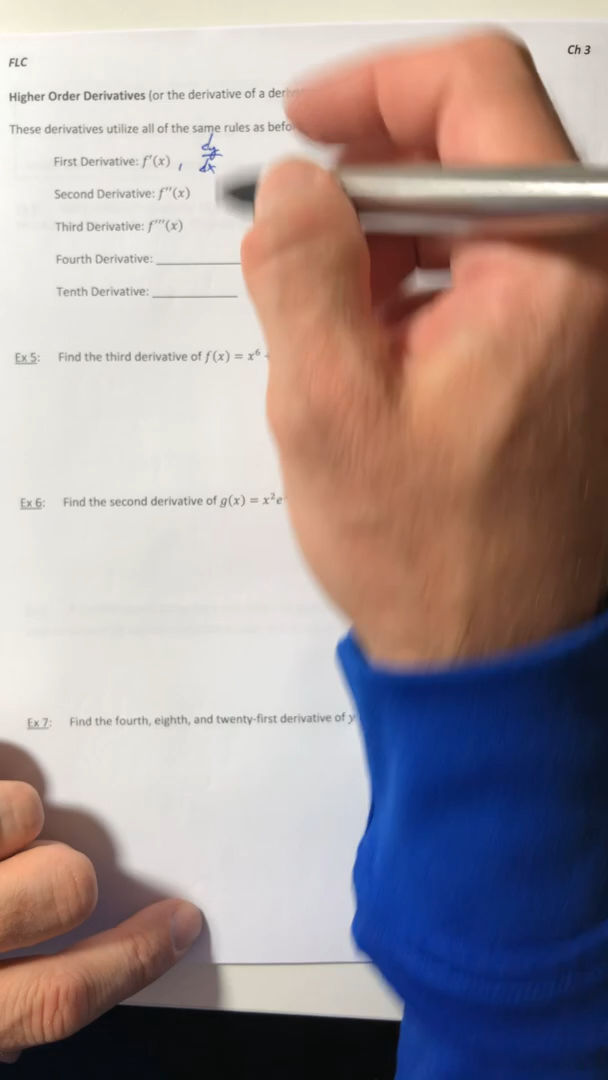 FLC
Ch 3
Higher Order Derivatives (or the derivative of a
These derivatives utilize all of the same rules as
First Derivative: f′(x) , dy/dx
Second Derivative: f′′(x)
Third Derivative: f′′′(x)
Fourth Derivative: ___________
Tenth Derivative: ___________
Ex 5: Find the third derivative of f(x) = x⁶
Ex 6: Find the second derivative of g(x) = x²e
Ex 7: Find the fourth, eighth, and twenty-first derivative of y